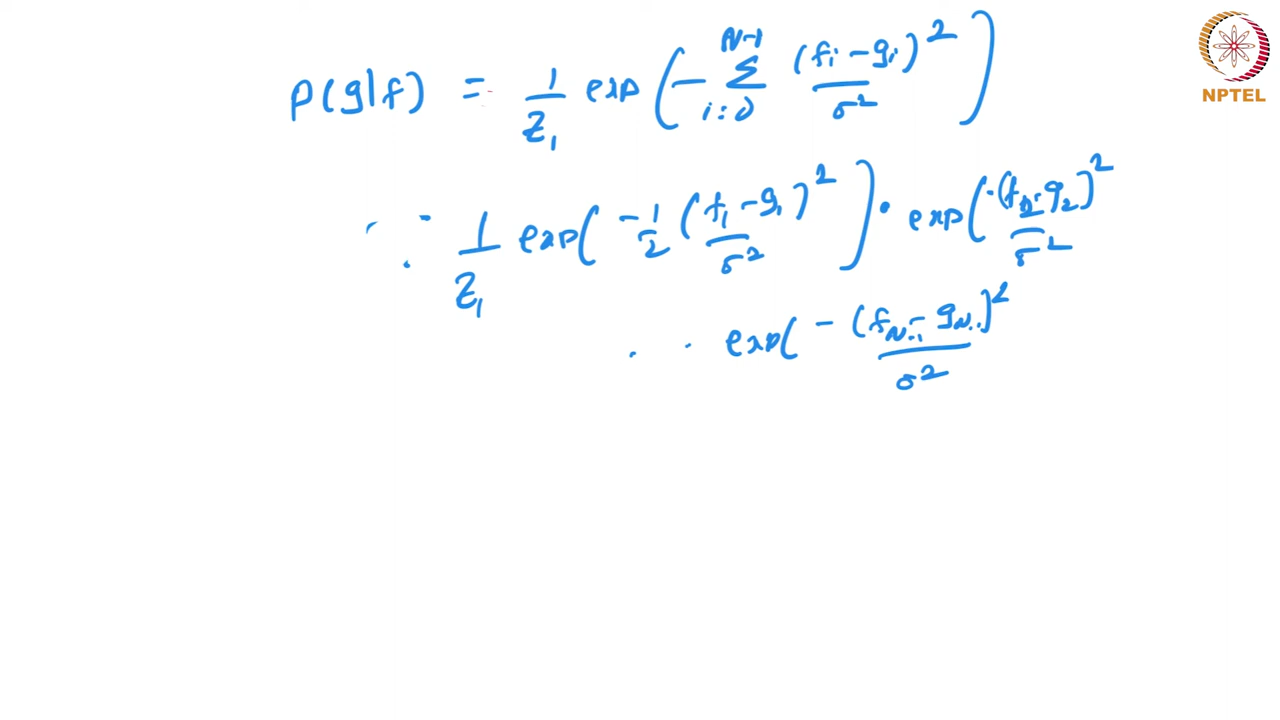 P(g|f) = 1/Z₁ exp(- Σ_{i=0}^{N-1} (fᵢ - gᵢ)²/σ²)
NPTEL
∵ 1/Z₁ exp(-1/2 (f₁ - g₁)²/σ²) · exp(-(f₂ - g₂)²/σ²)
. . exp(- (f_{N-1} - g_{N-1})²/σ²